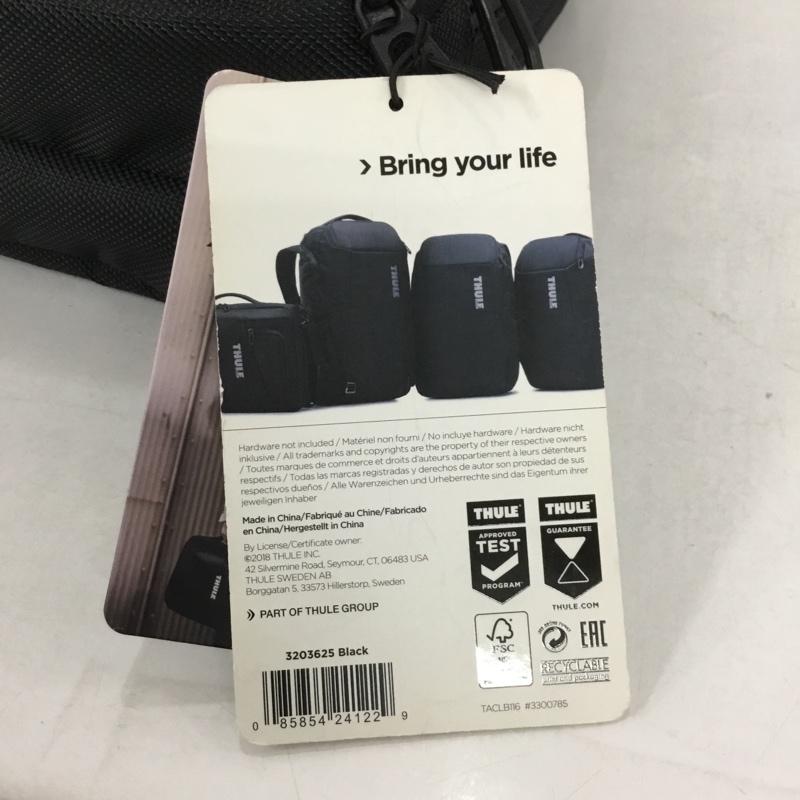 › Bring your life
THULE
THULE
THULE
THULE
Hardware not included / Matériel non fourni / No incluye hardware / Hardware nicht
inklusive / All trademarks and copyrights are the property of their respective owners
/ Toutes marques de commerce et droits d'auteurs appartiennent à leurs détenteurs
respectifs / Todas las marcas registradas y derechos de autor son propiedad de sus
respectivos dueños / Alle Warenzeichen und Urheberrechte sind das Eigentum ihrer
jeweiligen Inhaber
Made in China/Fabriqué au Chine/Fabricado
en China/Hergestellt in China
By License/Certificate owner:
©2018 THULE INC.
42 Silvermine Road, Seymour, CT, 06483 USA
THULE SWEDEN AB
Borggatan 5, 33573 Hillerstorp, Sweden
PART OF THULE GROUP
THULE
APPROVED
TEST
PROGRAM
THULE
GUARANTEE
THULE.COM
FSC
EAC
RECYCLABLE
print and packaging
3203625 Black
0 85854 24122 9
TACLB116 #3300785
THULE